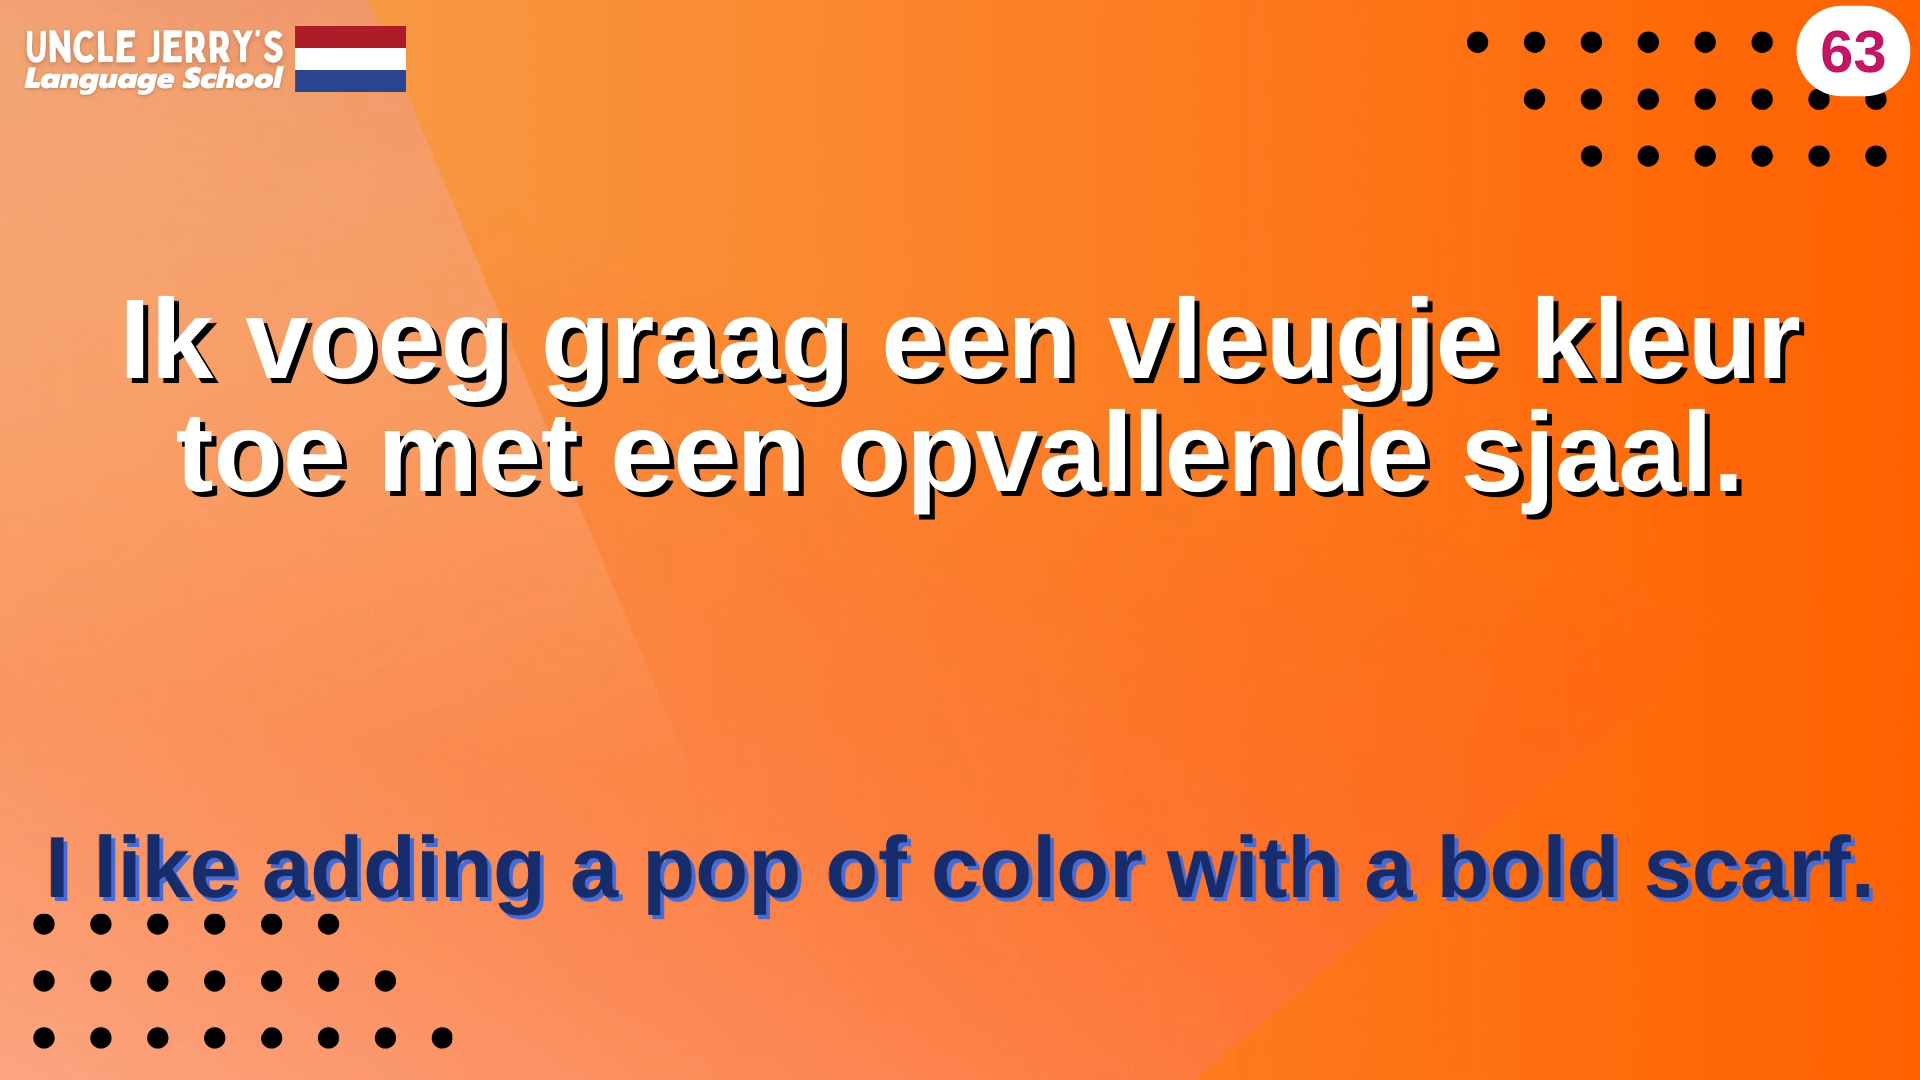 UNCLE JERRY'S
Language School
63
Ik voeg graag een vleugje kleur
toe met een opvallende sjaal.
I like adding a pop of color with a bold scarf.